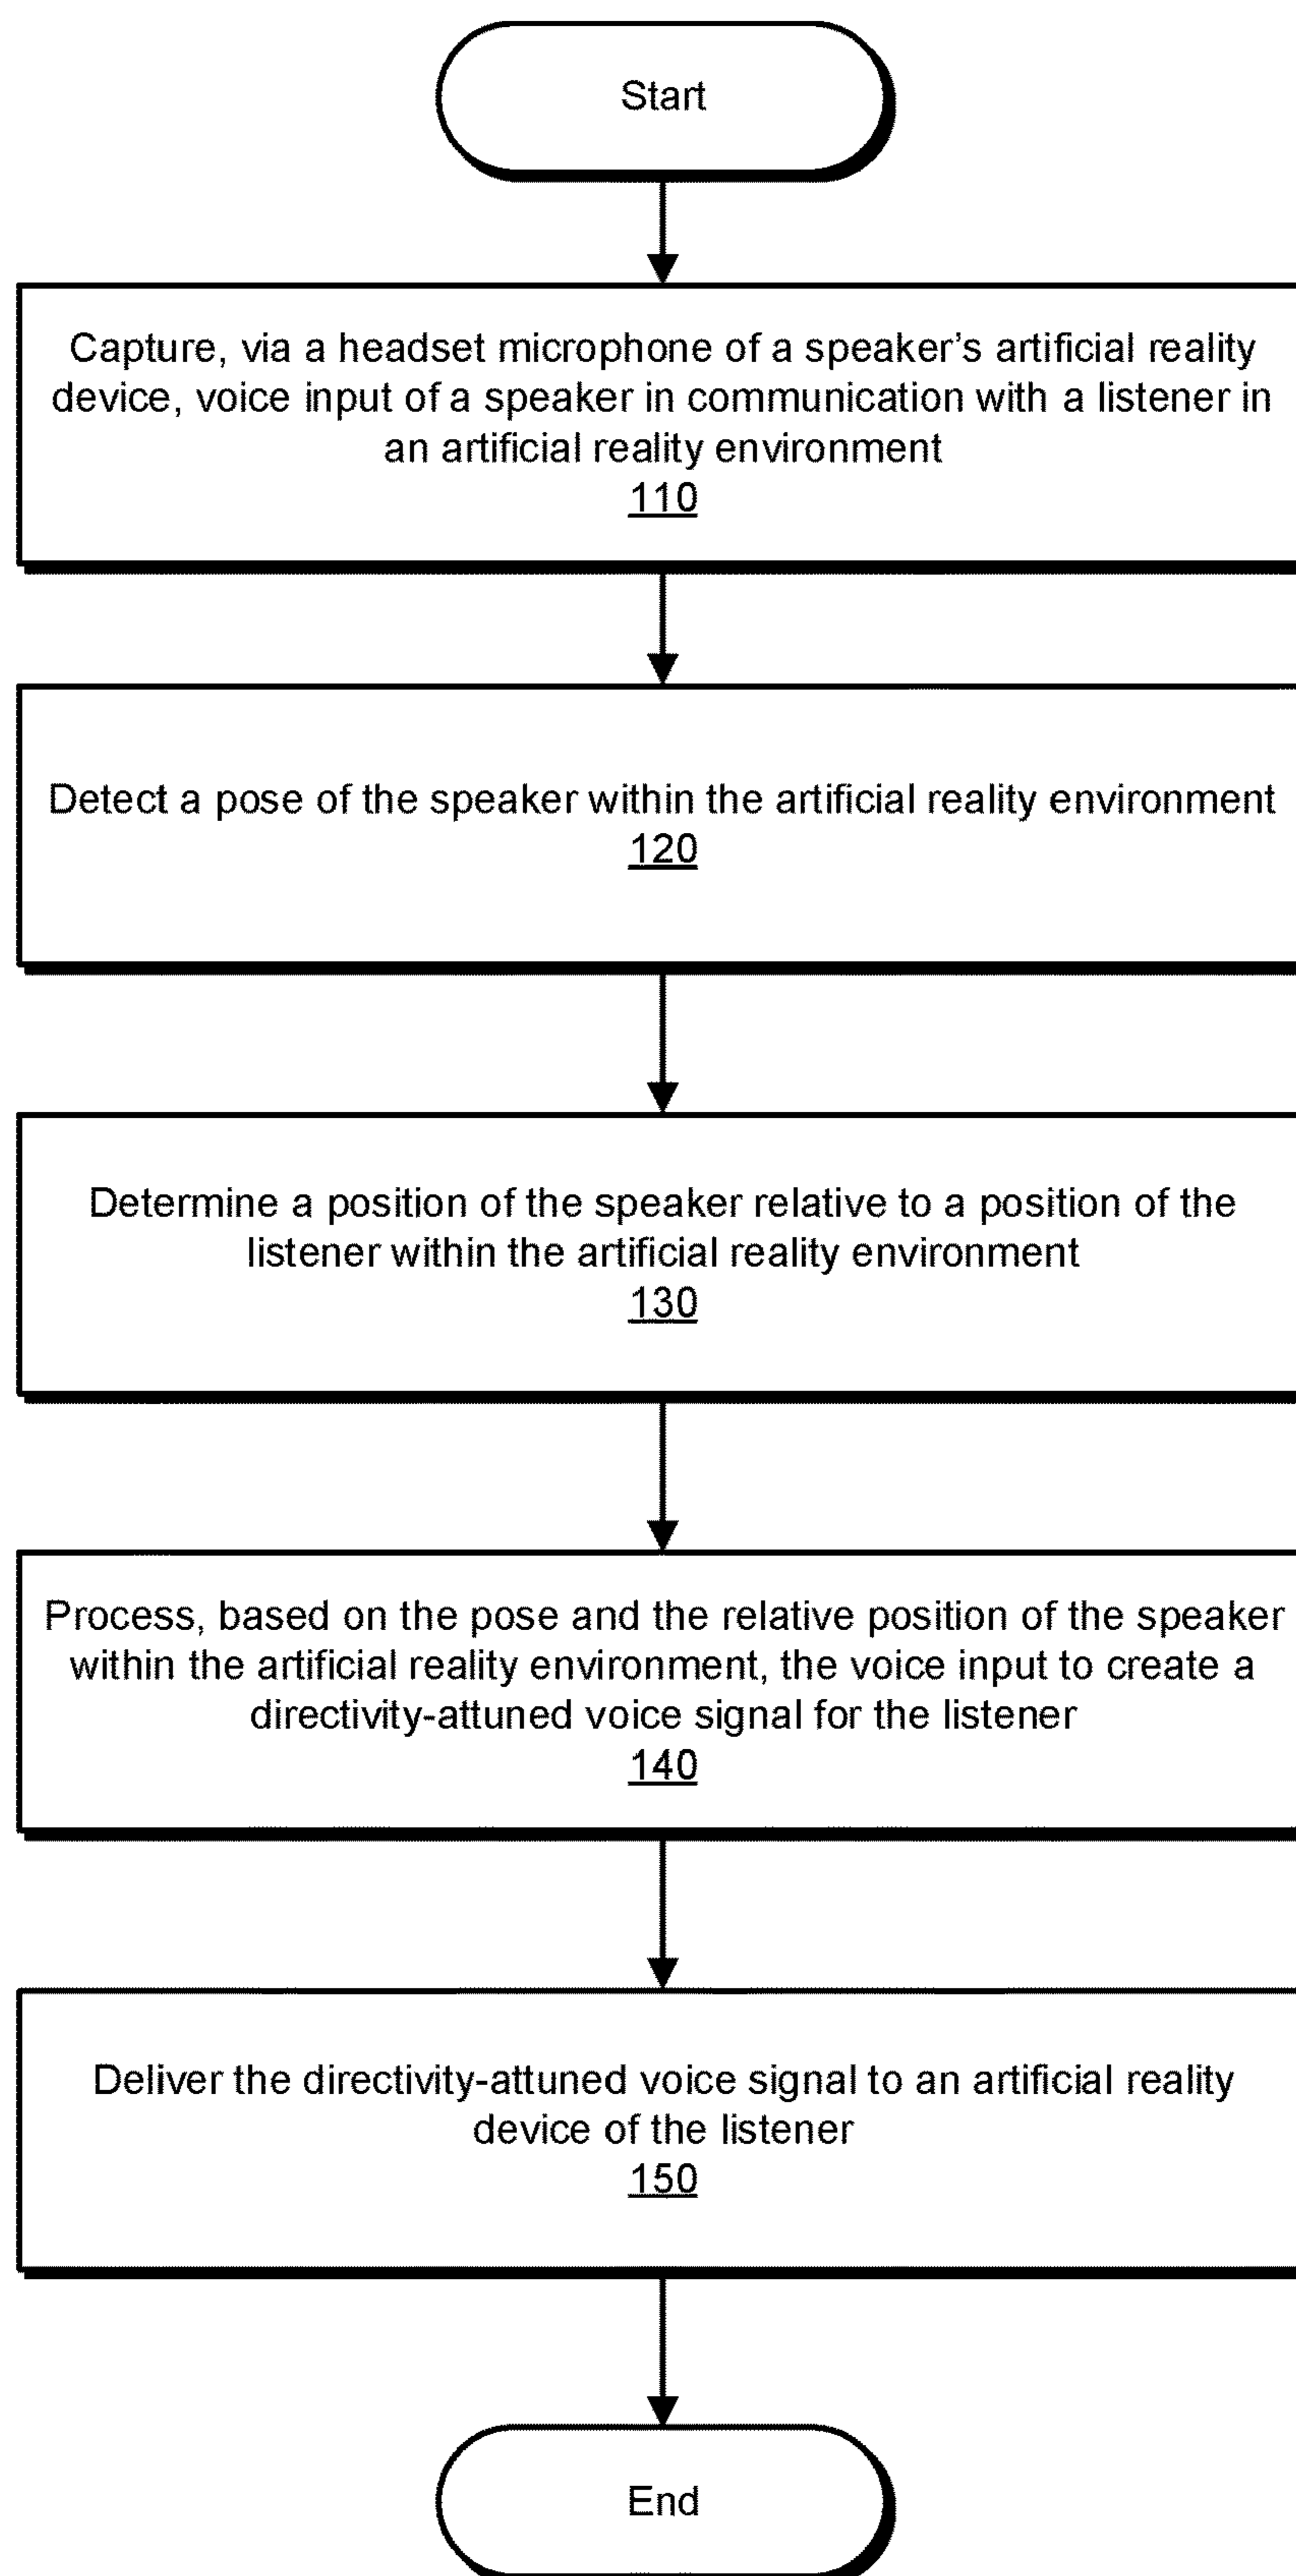 Start
Capture, via a headset microphone of a speaker’s artificial reality
device, voice input of a speaker in communication with a listener in
an artificial reality environment
110
Detect a pose of the speaker within the artificial reality environment
120
Determine a position of the speaker relative to a position of the
listener within the artificial reality environment
130
Process, based on the pose and the relative position of the speaker
within the artificial reality environment, the voice input to create a
directivity-attuned voice signal for the listener
140
Deliver the directivity-attuned voice signal to an artificial reality
device of the listener
150
End